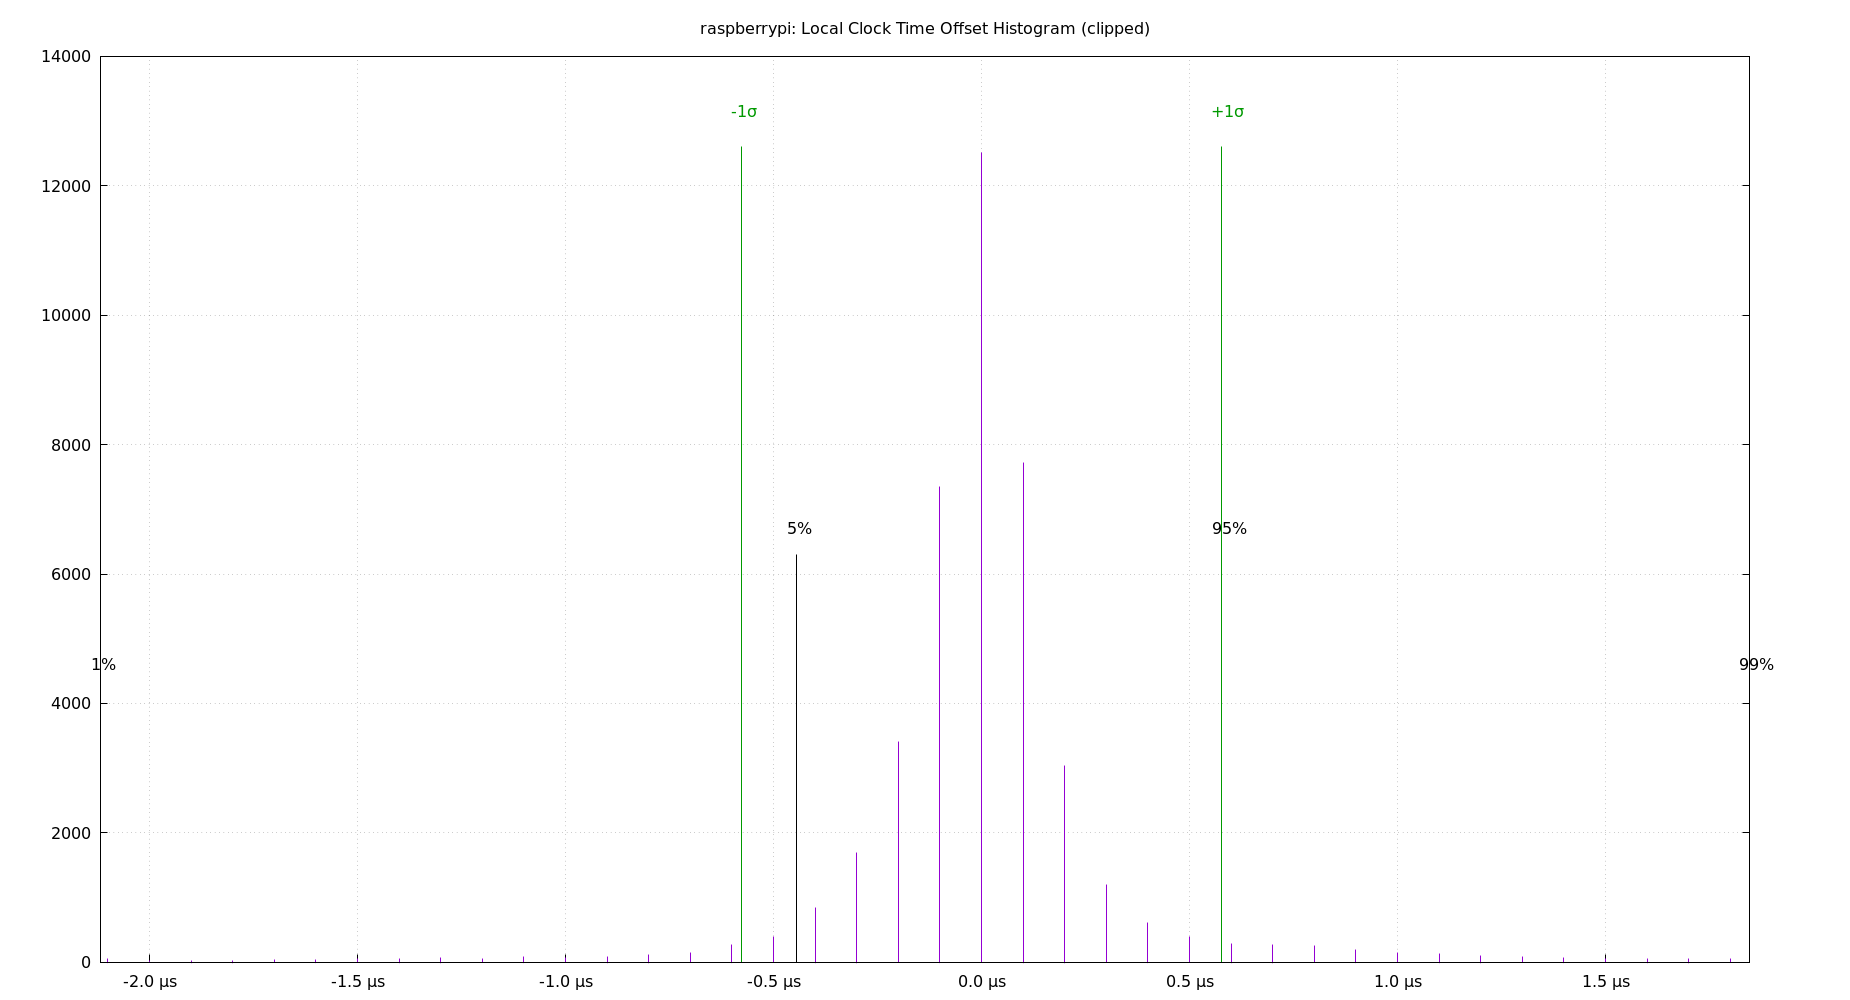 raspberrypi: Local Clock Time Offset Histogram (clipped)
14000
-1σ
+1σ
12000
10000
8000
5%
95%
6000
1%
99%
4000
2000
0
-2.0 µs
-1.5 µs
-1.0 µs
-0.5 µs
0.0 µs
0.5 µs
1.0 µs
1.5 µs